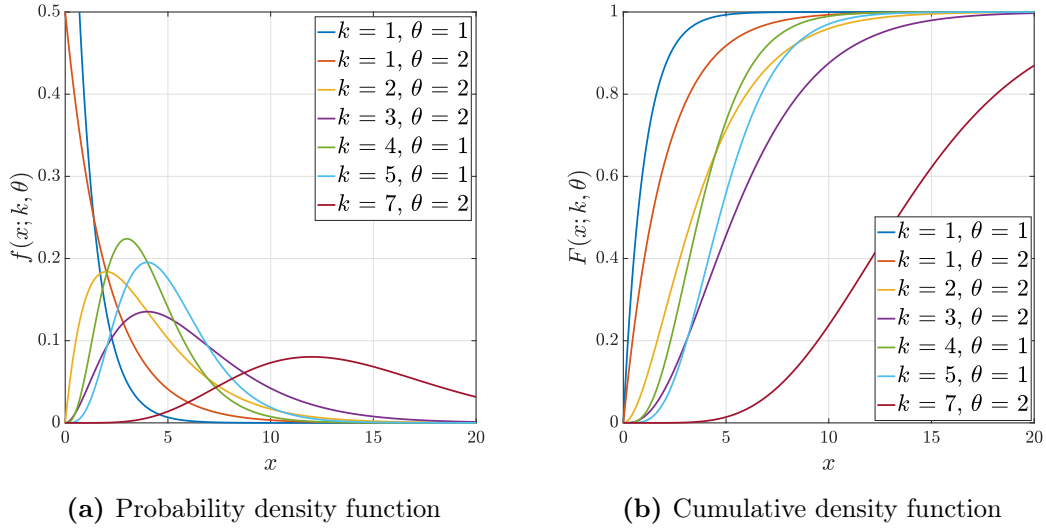 0.5
0.4
0.3
0.2
0.1
0
f(x; k, θ)
k = 1, θ = 1
k = 1, θ = 2
k = 2, θ = 2
k = 3, θ = 2
k = 4, θ = 1
k = 5, θ = 1
k = 7, θ = 2
0 5 10 15 20
x
(a) Probability density function
1
0.8
0.6
0.4
0.2
0
F(x; k, θ)
k = 1, θ = 1
k = 1, θ = 2
k = 2, θ = 2
k = 3, θ = 2
k = 4, θ = 1
k = 5, θ = 1
k = 7, θ = 2
0 5 10 15 20
x
(b) Cumulative density function